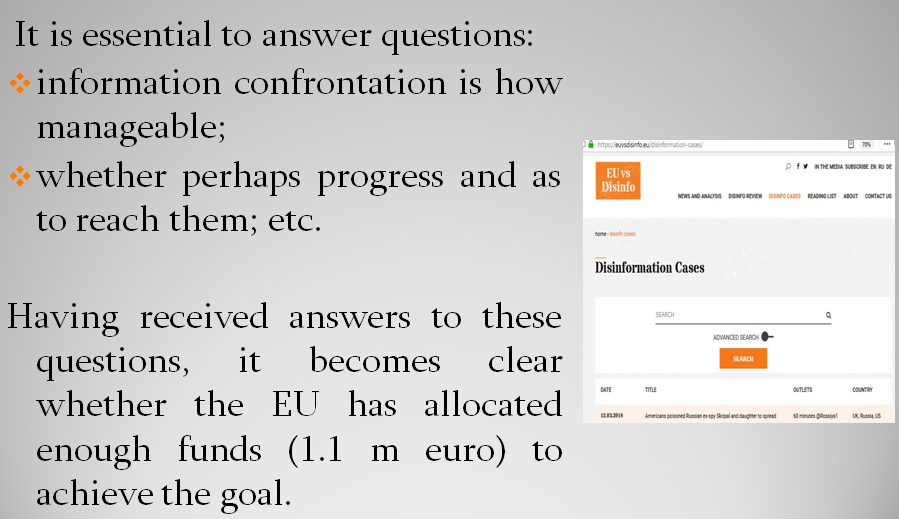 It is essential to answer questions:
information confrontation is how
manageable;
whether perhaps progress and as
to reach them; etc.
Having received answers to these
questions, it becomes clear
whether the EU has allocated
enough funds (1.1 m euro) to
achieve the goal.
https://euvsdisinfo.eu/disinformation-cases/
70%
EU vs
Disinfo
IN THE MEDIA SUBSCRIBE EN RU DE
NEWS AND ANALYSIS DISINFO REVIEW DISINFO CASES READING LIST ABOUT CONTACT US
home - disinfo cases
Disinformation Cases
SEARCH
ADVANCED SEARCH
SEARCH
DATE TITLE OUTLETS COUNTRY
12.03.2018 Americans poisoned Russian ex-spy Skripal and daughter to spread 60 minutes @Rossiya1 UK, Russia, US